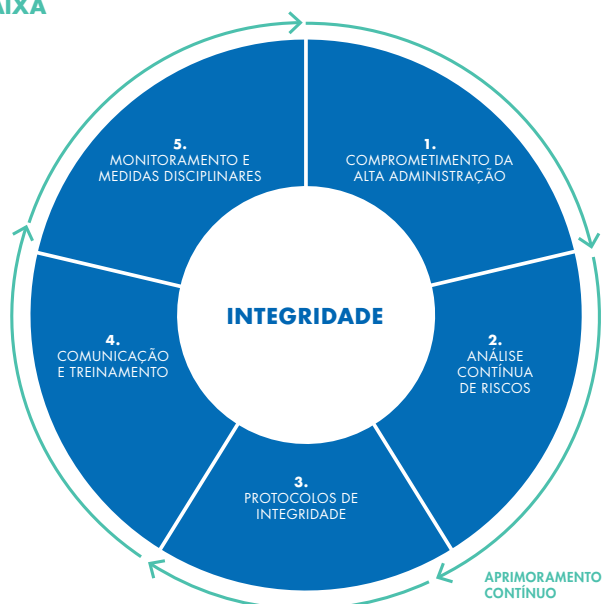 1.
COMPROMETIMENTO DA
ALTA ADMINISTRAÇÃO
2.
ANÁLISE
CONTÍNUA
DE RISCOS
3.
PROTOCOLOS DE
INTEGRIDADE
4.
COMUNICAÇÃO
E TREINAMENTO
5.
MONITORAMENTO E
MEDIDAS DISCIPLINARES
INTEGRIDADE
APRIMORAMENTO
CONTÍNUO